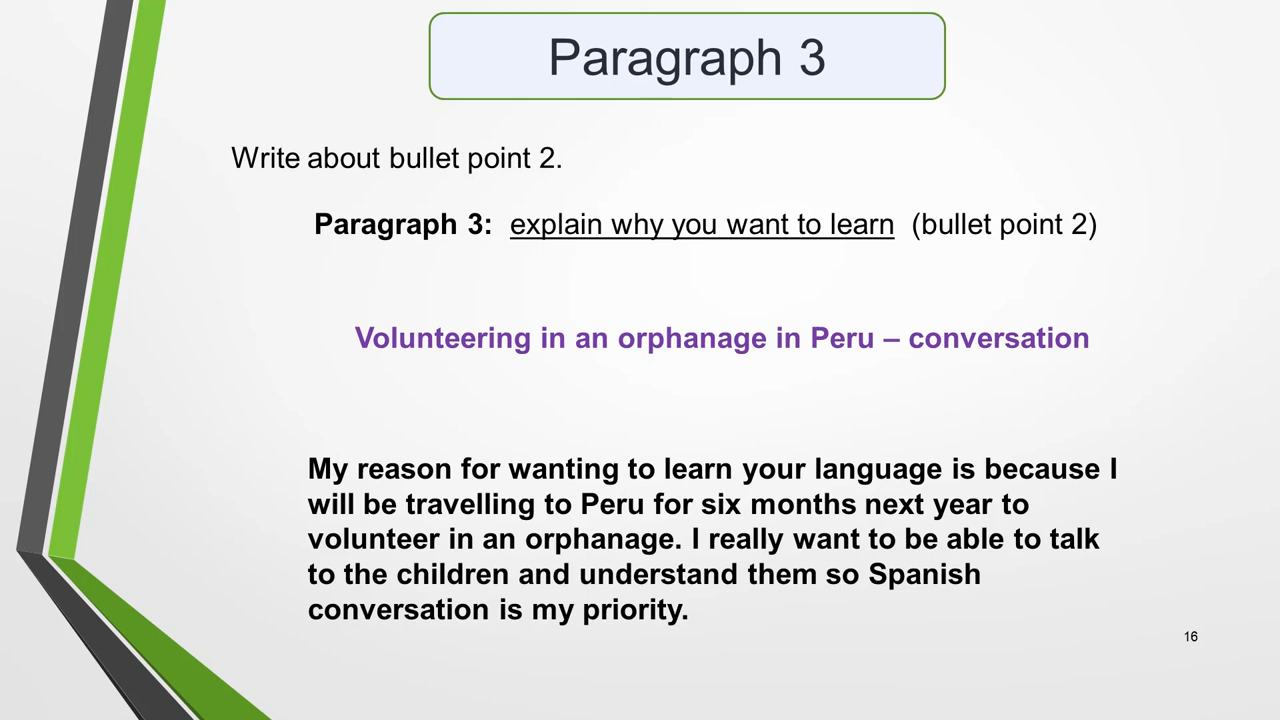 Paragraph 3
Write about bullet point 2.
Paragraph 3: explain why you want to learn (bullet point 2)
Volunteering in an orphanage in Peru – conversation
My reason for wanting to learn your language is because I
will be travelling to Peru for six months next year to
volunteer in an orphanage. I really want to be able to talk
to the children and understand them so Spanish
conversation is my priority.
16